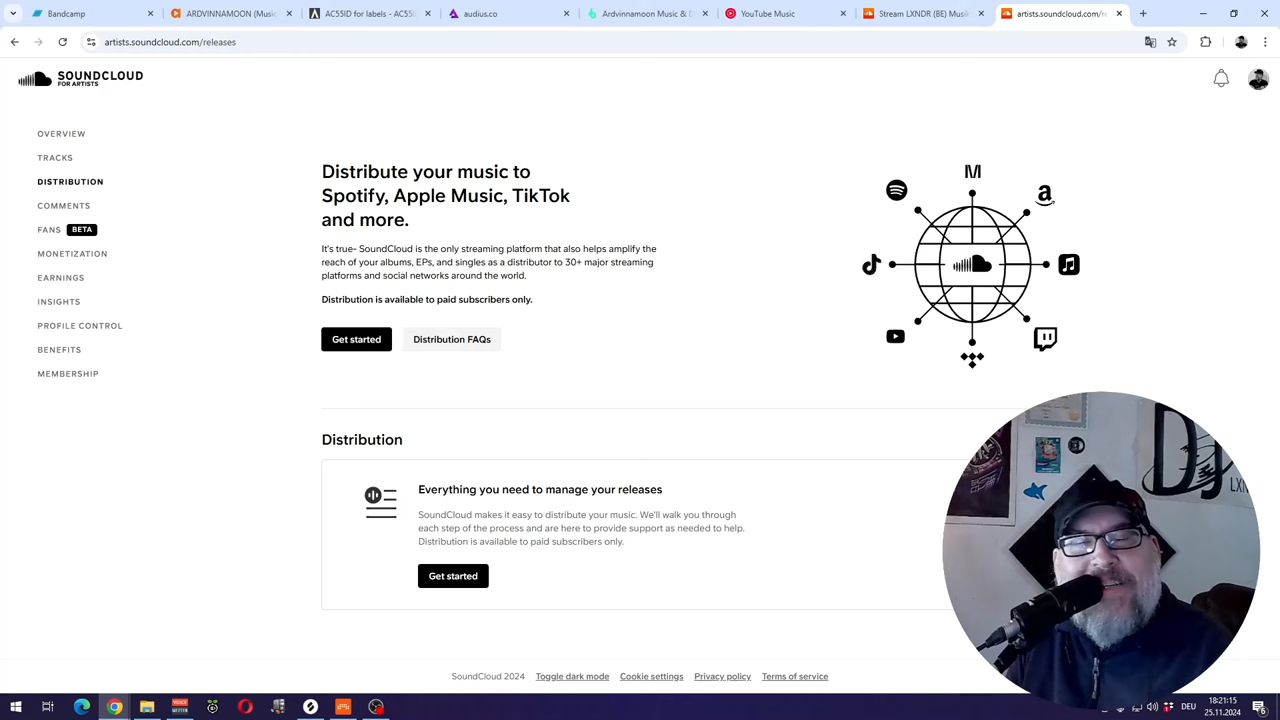 Bandcamp
ARDVINNAMOON (Music
AC55ID for labels - AC55I
audius.co
Ardvinnamoon Music & D
YouTube Music
Stream LXNDR (BE) Music
artists.soundcloud.com/re
artists.soundcloud.com/releases
SOUNDCLOUD
FOR ARTISTS
OVERVIEW
TRACKS
DISTRIBUTION
COMMENTS
FANS BETA
MONETIZATION
EARNINGS
INSIGHTS
PROFILE CONTROL
BENEFITS
MEMBERSHIP
Distribute your music to
Spotify, Apple Music, TikTok
and more.
It's true- SoundCloud is the only streaming platform that also helps amplify the
reach of your albums, EPs, and singles as a distributor to 30+ major streaming
platforms and social networks around the world.
Distribution is available to paid subscribers only.
Get started
Distribution FAQs
Distribution
Everything you need to manage your releases
SoundCloud makes it easy to distribute your music. We'll walk you through
each step of the process and are here to provide support as needed to help.
Distribution is available to paid subscribers only.
Get started
DJ
LXN
SoundCloud 2024
Toggle dark mode
Cookie settings
Privacy policy
Terms of service
DEU
18:21:15
25.11.2024
6